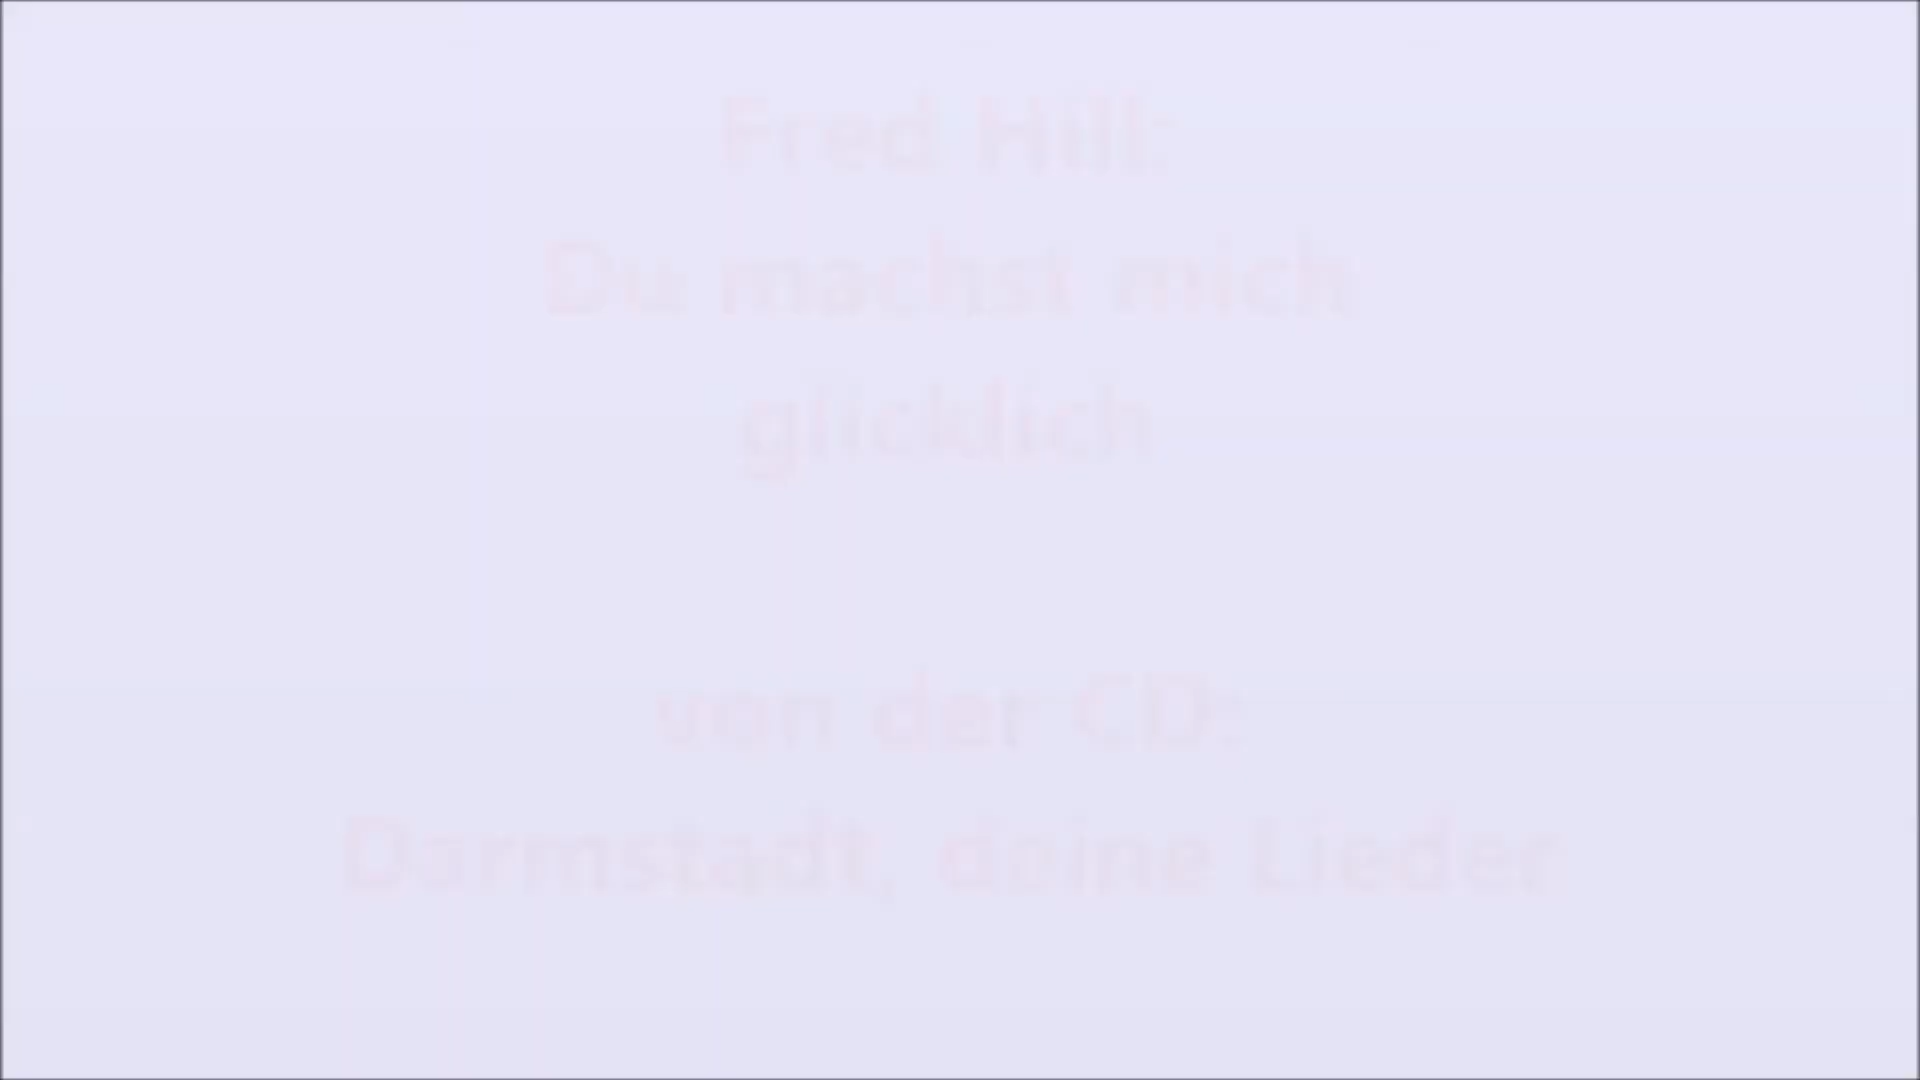 Fred Hill:
Du machst mich
glücklich
von der CD:
Darmstadt, deine Lieder